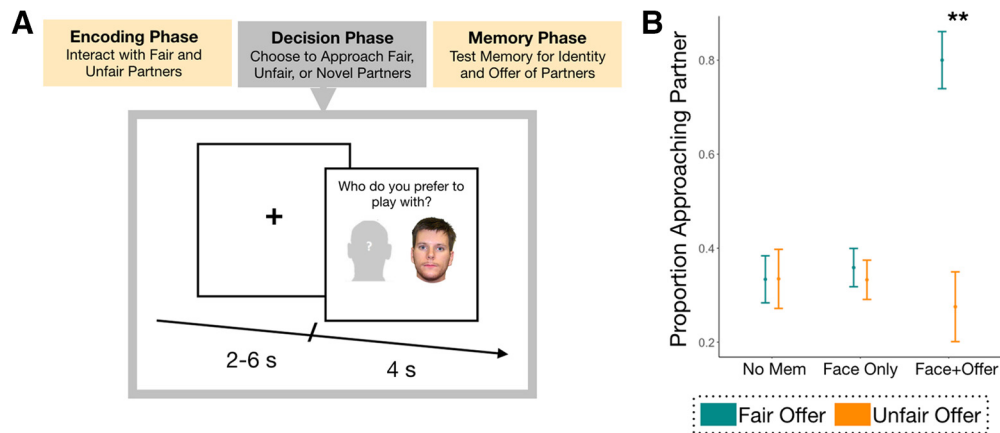 A
Encoding Phase
Interact with Fair and
Unfair Partners
Decision Phase
Choose to Approach Fair,
Unfair, or Novel Partners
Memory Phase
Test Memory for Identity
and Offer of Partners
+
Who do you prefer to
play with?
?
2-6 s
4 s
B
**
Proportion Approaching Partner
0.8
0.6
0.4
0.2
No Mem Face Only Face+Offer
Fair Offer Unfair Offer